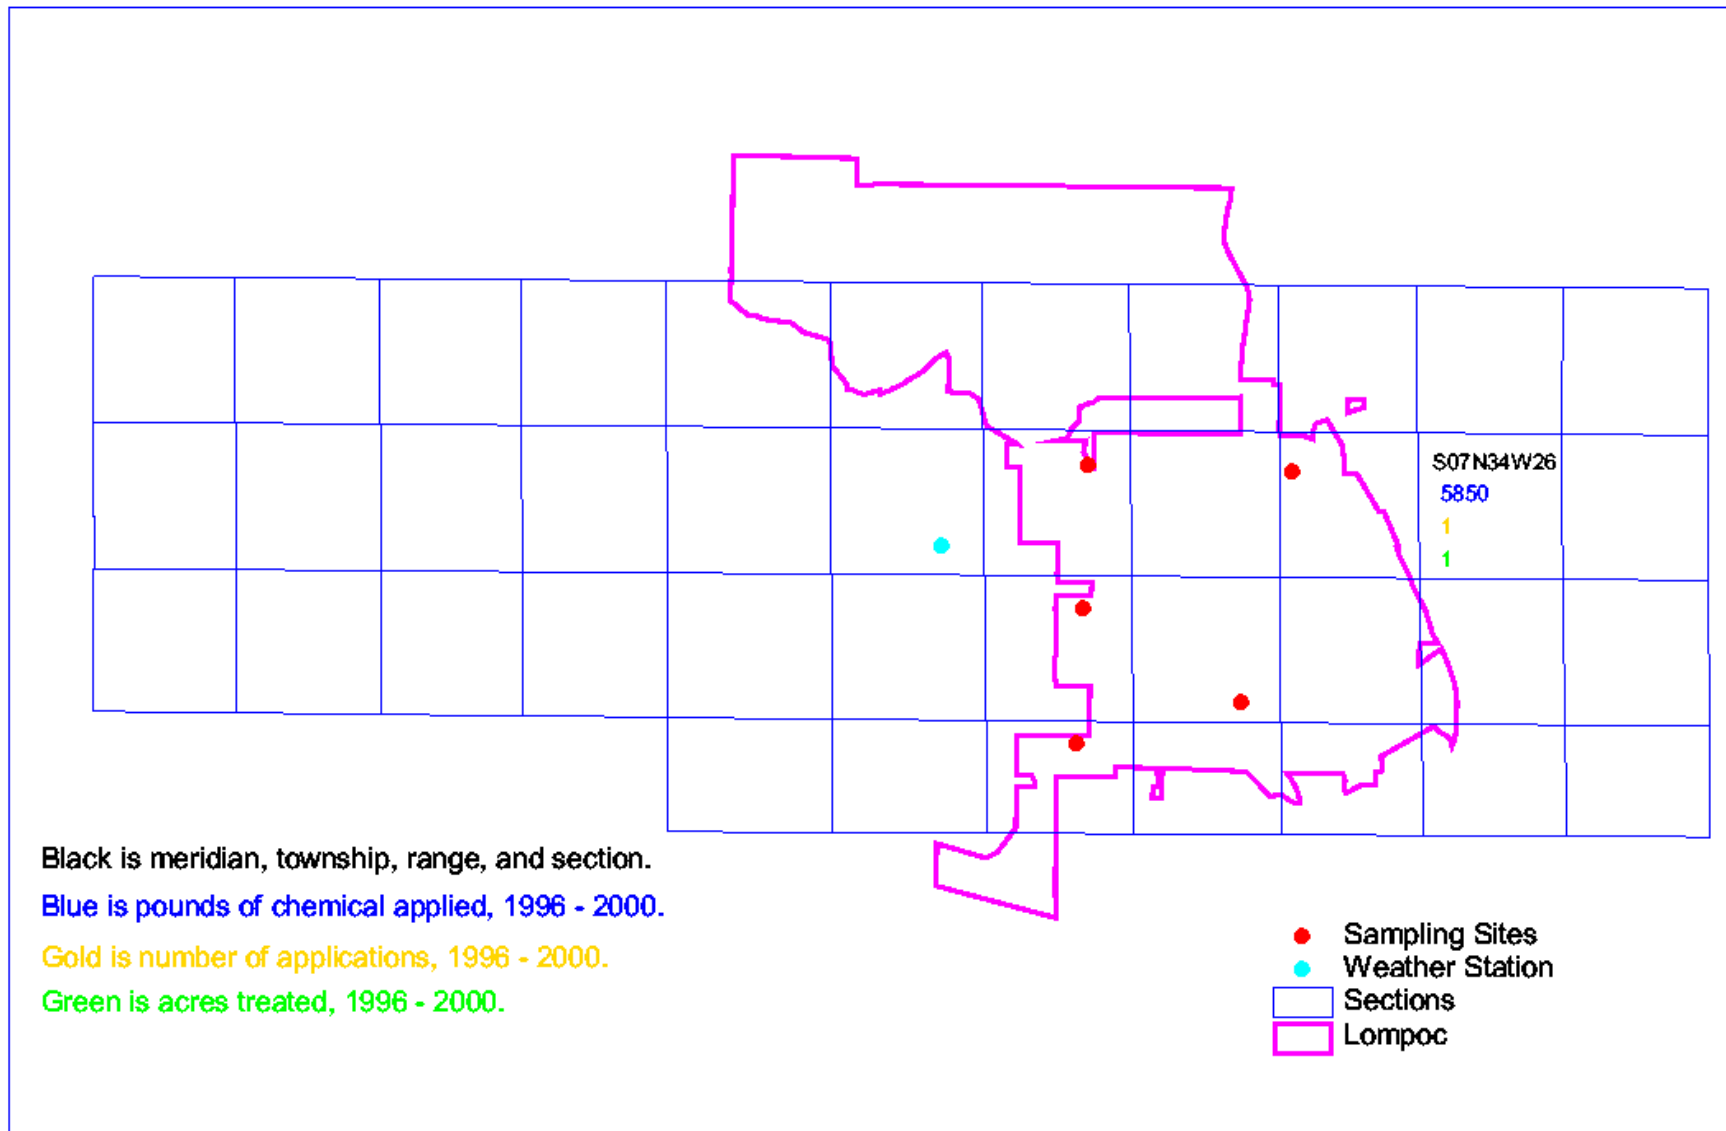 S07N34W26
5850
1
1
Black is meridian, township, range, and section.
Blue is pounds of chemical applied, 1996 - 2000.
Gold is number of applications, 1996 - 2000.
Green is acres treated, 1996 - 2000.
Sampling Sites
Weather Station
Sections
Lompoc